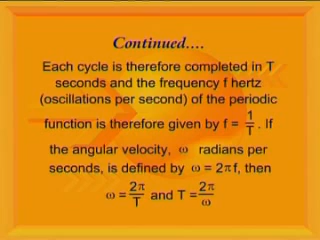 Continued....
Each cycle is therefore completed in T
seconds and the frequency f hertz
(oscillations per second) of the periodic
function is therefore given by f = 1/T . If
the angular velocity, ω radians per
seconds, is defined by ω = 2πf, then
ω = 2π/T and T = 2π/ω